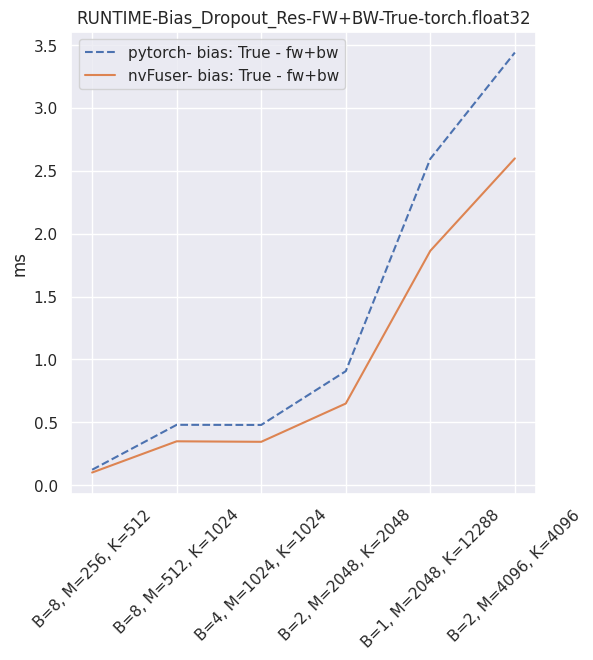 RUNTIME-Bias_Dropout_Res-FW+BW-True-torch.float32
pytorch- bias: True - fw+bw
nvFuser- bias: True - fw+bw
3.5
3.0
2.5
2.0
1.5
1.0
0.5
0.0
ms
B=8, M=256, K=512
B=8, M=512, K=1024
B=4, M=1024, K=1024
B=2, M=2048, K=2048
B=1, M=2048, K=12288
B=2, M=4096, K=4096